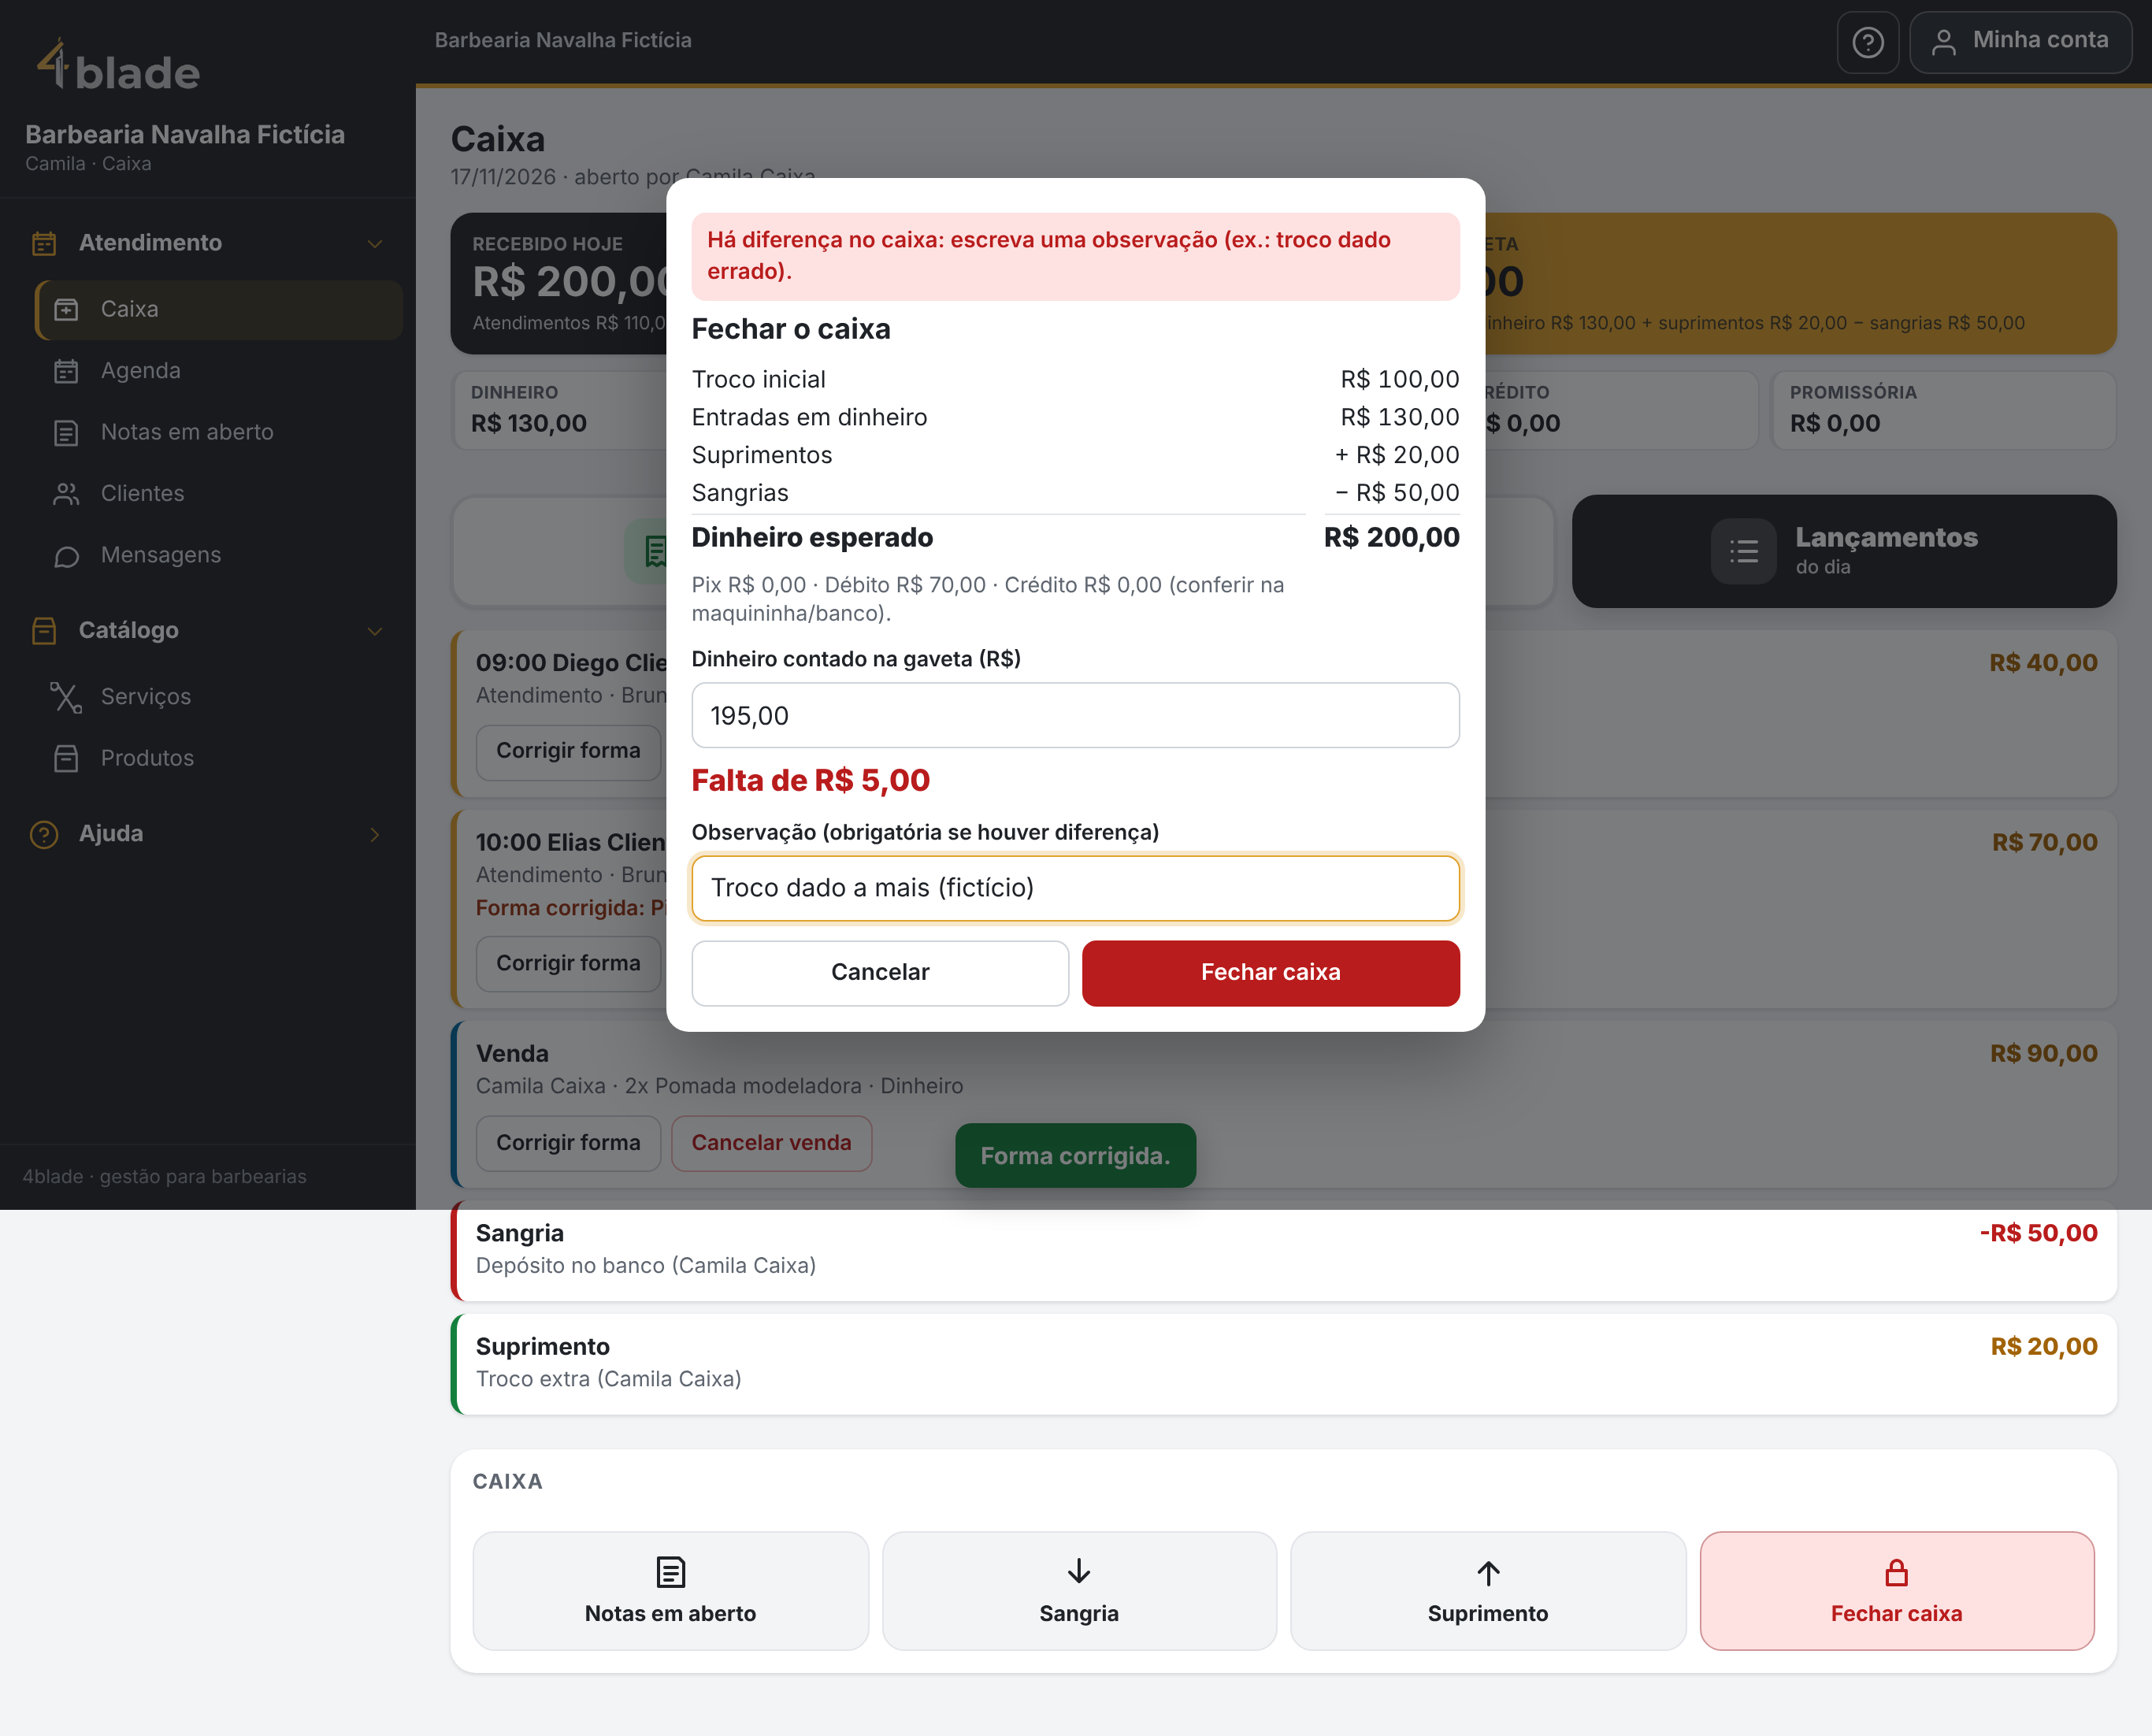 4blade
Barbearia Navalha Fictícia
Camila · Caixa
Atendimento
Caixa
Agenda
Notas em aberto
Clientes
Mensagens
Catálogo
Serviços
Produtos
Ajuda
4blade · gestão para barbearias
Barbearia Navalha Fictícia
Minha conta
Caixa
17/11/2026 · aberto por Camila Caixa
RECEBIDO HOJE
R$ 200,00
Atendimentos R$ 110,0
R$ 130,00 + suprimentos R$ 20,00 − sangrias R$ 50,00
DINHEIRO
R$ 130,00
$ 0,00
PROMISSÓRIA
R$ 0,00
Lançamentos
do dia
Há diferença no caixa: escreva uma observação (ex.: troco dado
errado).
Fechar o caixa
Troco inicial R$ 100,00
Entradas em dinheiro R$ 130,00
Suprimentos + R$ 20,00
Sangrias − R$ 50,00
Dinheiro esperado R$ 200,00
Pix R$ 0,00 · Débito R$ 70,00 · Crédito R$ 0,00 (conferir na
maquininha/banco).
Dinheiro contado na gaveta (R$)
195,00
Falta de R$ 5,00
Observação (obrigatória se houver diferença)
Troco dado a mais (fictício)
Cancelar
Fechar caixa
09:00 Diego Clie
R$ 40,00
Atendimento · Brun
Corrigir forma
10:00 Elias Clien
R$ 70,00
Atendimento · Brun
Forma corrigida: Pi
Corrigir forma
Venda
R$ 90,00
Camila Caixa · 2x Pomada modeladora · Dinheiro
Corrigir forma
Cancelar venda
Forma corrigida.
Sangria
-R$ 50,00
Depósito no banco (Camila Caixa)
Suprimento
R$ 20,00
Troco extra (Camila Caixa)
CAIXA
Notas em aberto
Sangria
Suprimento
Fechar caixa